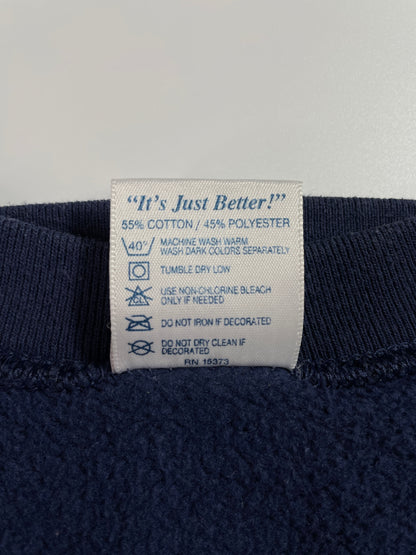 "It's Just Better!"
55% COTTON / 45% POLYESTER
40° MACHINE WASH WARM
WASH DARK COLORS SEPARATELY
TUMBLE DRY LOW
CL USE NON-CHLORINE BLEACH
ONLY IF NEEDED
DO NOT IRON IF DECORATED
DO NOT DRY CLEAN IF
DECORATED
RN 15373